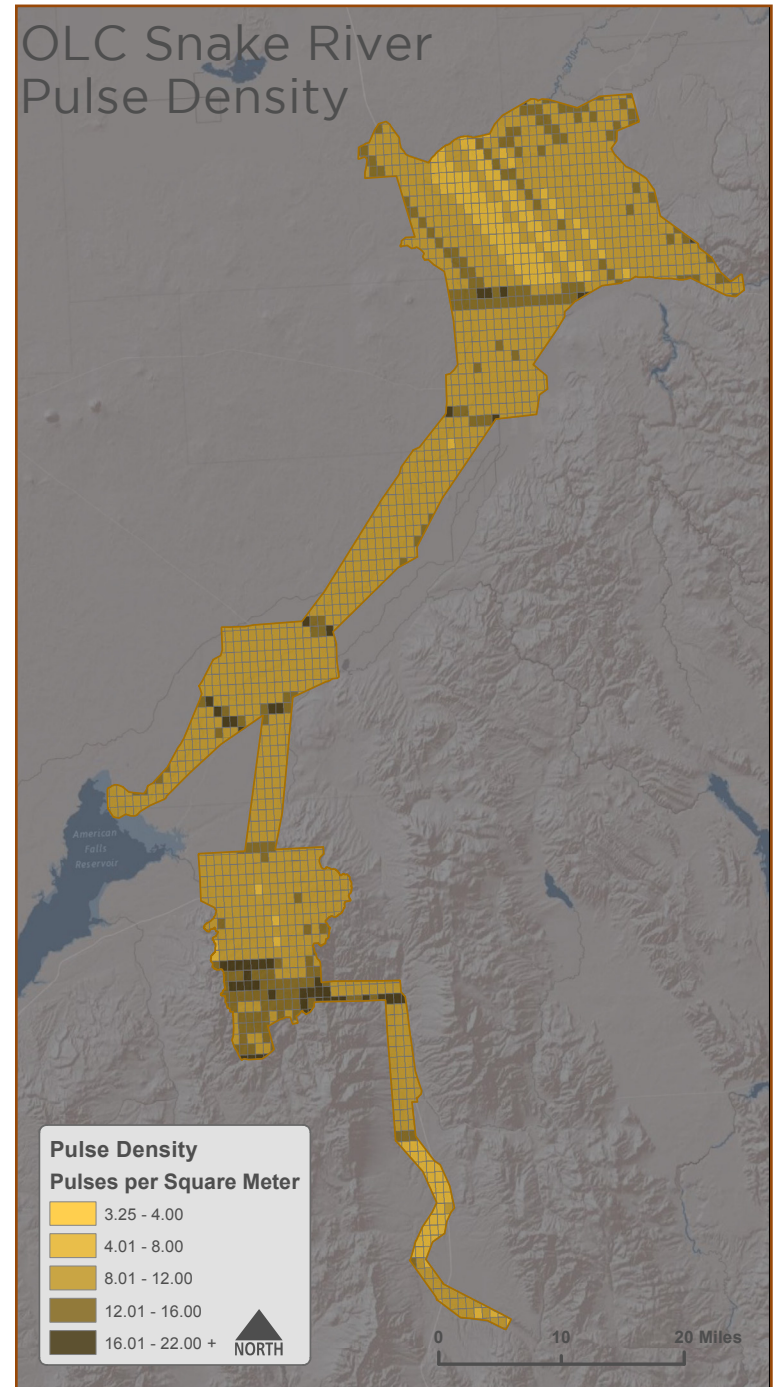 OLC Snake River
Pulse Density
American
Falls
Reservoir
Pulse Density
Pulses per Square Meter
3.25 - 4.00
4.01 - 8.00
8.01 - 12.00
12.01 - 16.00
16.01 - 22.00 +
NORTH
0 10 20 Miles